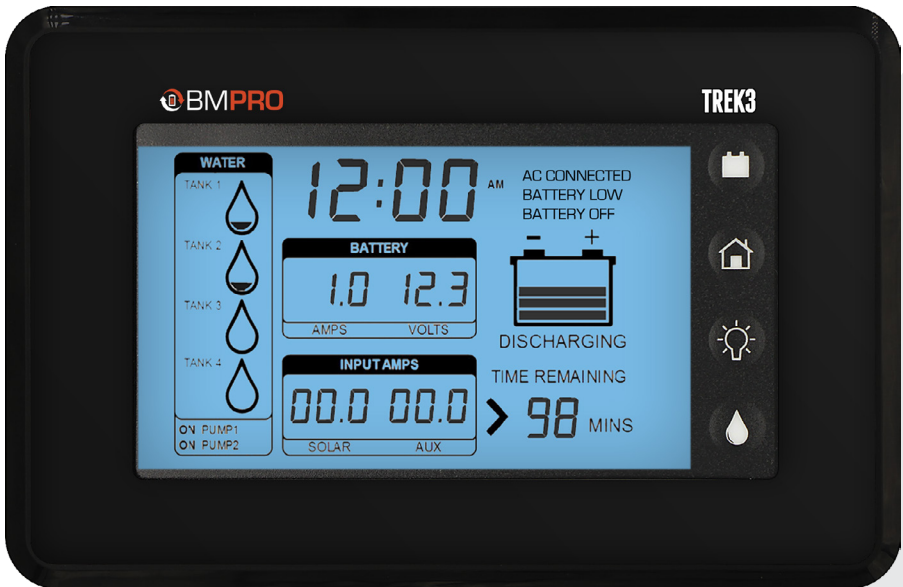 BMPRO
TREK3
WATER
TANK 1
TANK 2
TANK 3
TANK 4
ON PUMP1
ON PUMP2
12:00 AM
BATTERY
1.0 12.3
AMPS VOLTS
INPUT AMPS
00.0 00.0
SOLAR AUX
AC CONNECTED
BATTERY LOW
BATTERY OFF
- +
DISCHARGING
TIME REMAINING
> 98 MINS